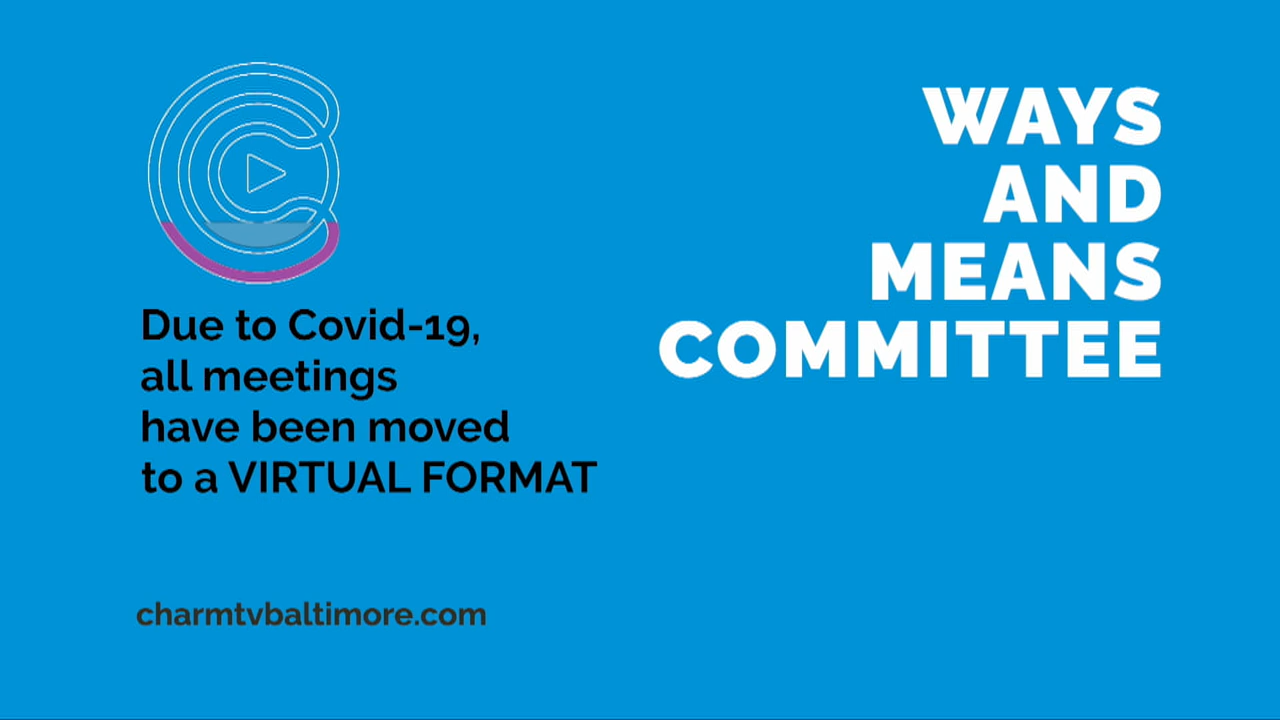 WAYS
AND
MEANS
COMMITTEE
Due to Covid-19,
all meetings
have been moved
to a VIRTUAL FORMAT
charmtvbaltimore.com